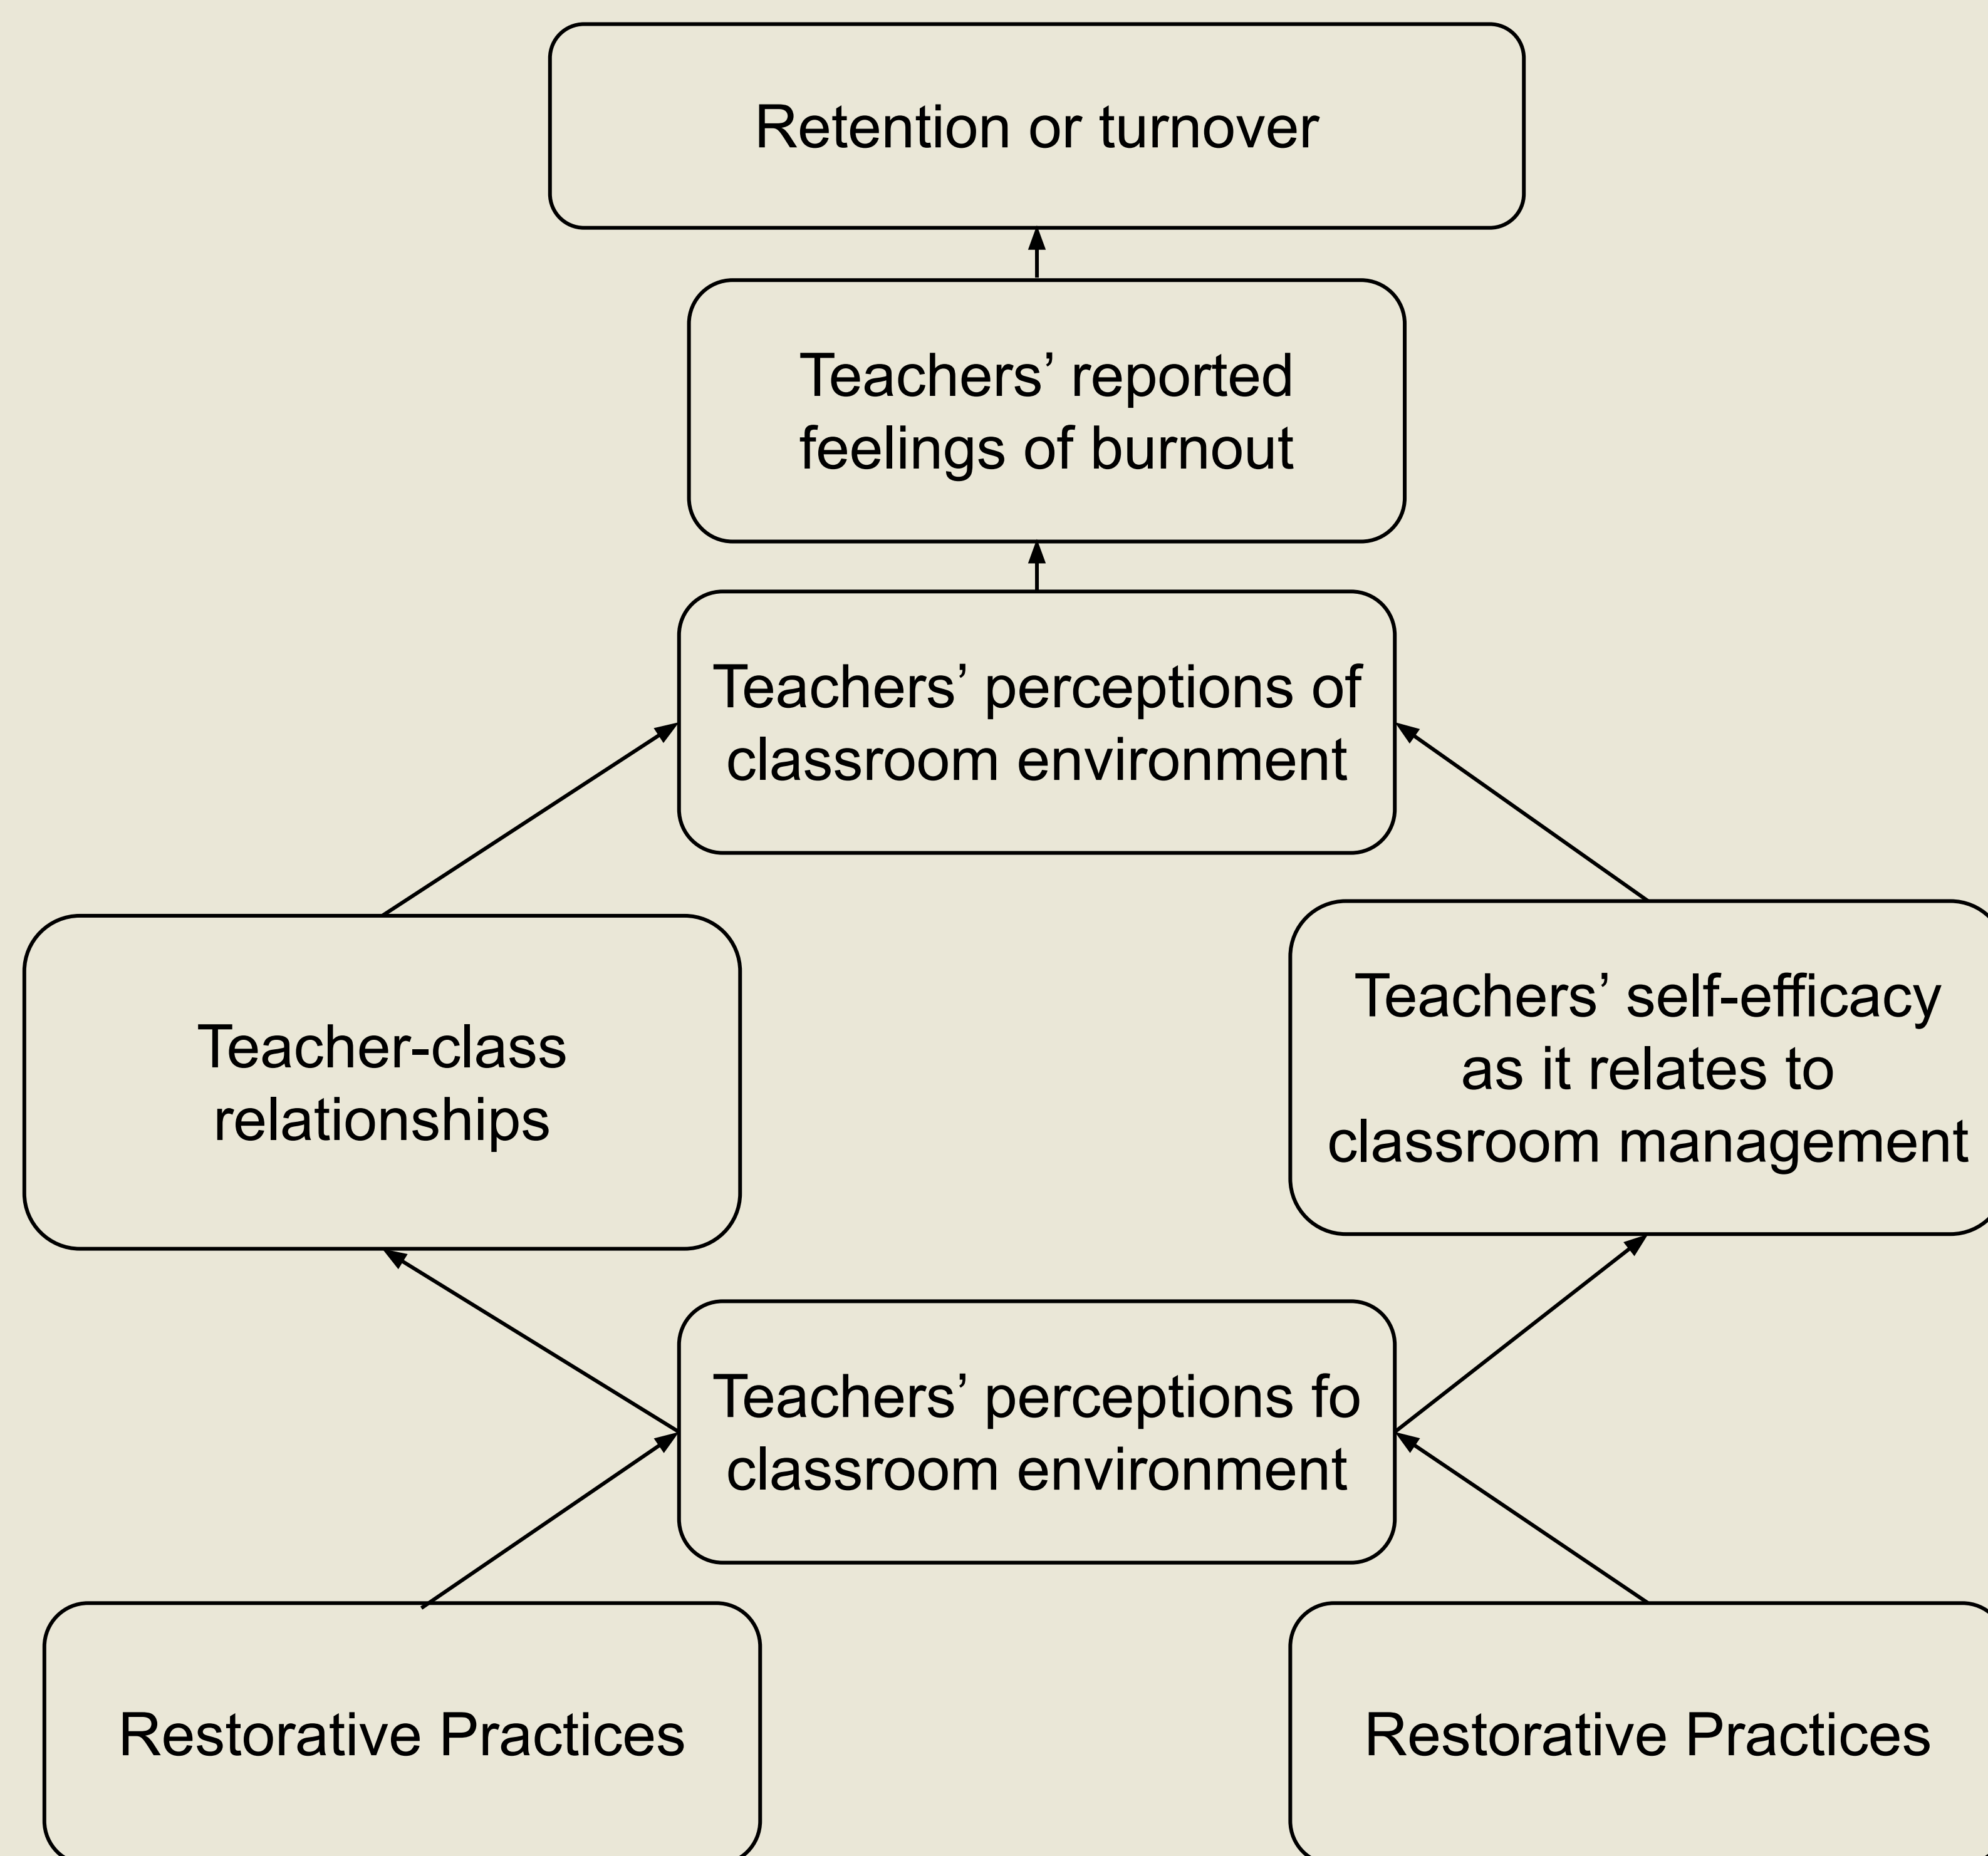 Retention or turnover
Teachers’ reported
feelings of burnout
Teachers’ perceptions of
classroom environment
Teacher-class
relationships
Teachers’ self-efficacy
as it relates to
classroom management
Teachers’ perceptions fo
classroom environment
Restorative Practices
Restorative Practices